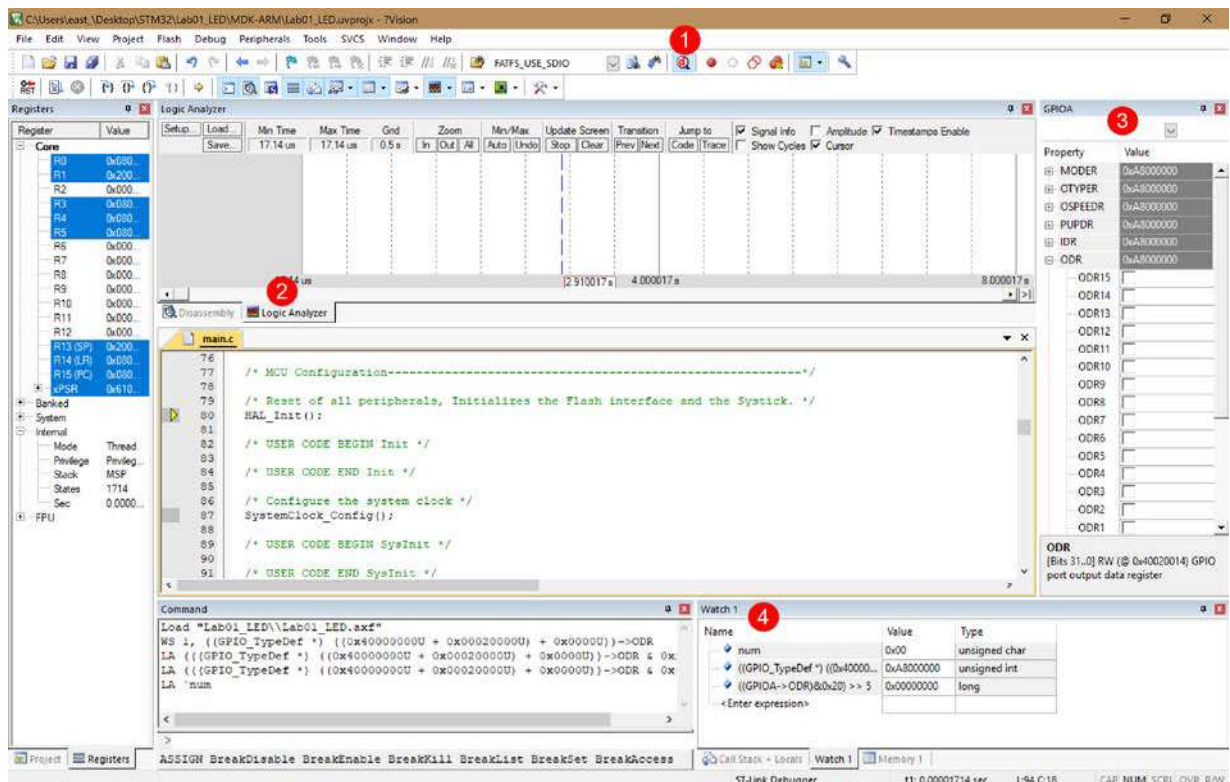 C:\Users\east_\Desktop\STM32\Lab01_LED\MDK-ARM\Lab01_LED.uvprojx - ?Vision
File Edit View Project Flash Debug Peripherals Tools SVCS Window Help
1
FATFS_USE_SDIO
Registers
Register Value
Core
R0 0x080...
R1 0x200...
R2 0x000...
R3 0x080...
R4 0x080...
R5 0x080...
R6 0x000...
R7 0x000...
R8 0x000...
R9 0x000...
R10 0x000...
R11 0x000...
R12 0x000...
R13 (SP) 0x200...
R14 (LR) 0x080...
R15 (PC) 0x080...
xPSR 0x610...
Banked
System
Internal
Mode Thread
Privilege Privileg...
Stack MSP
States 1714
Sec 0.0000...
FPU
Project Registers
Logic Analyzer
Setup... Load... Min Time Max Time Grid Zoom Min/Max Update Screen Transition Jump to Signal Info Amplitude Timestamps Enable
Save... 17.14 us 17.14 us 0.5 s In Out All Auto Undo Stop Clear Prev Next Code Trace Show Cycles Cursor
2.910017 s 4.000017 s 8.000017 s
2
Disassembly Logic Analyzer
main.c
76
77 /* MCU Configuration--------------------------------------------------------*/
78
79 /* Reset of all peripherals, Initializes the Flash interface and the Systick. */
80 HAL_Init();
81
82 /* USER CODE BEGIN Init */
83
84 /* USER CODE END Init */
85
86 /* Configure the system clock */
87 SystemClock_Config();
88
89 /* USER CODE BEGIN SysInit */
90
91 /* USER CODE END SysInit */
GPIOA
3
Property Value
MODER 0xA8000000
OTYPER 0xA8000000
OSPEEDR 0xA8000000
PUPDR 0xA8000000
IDR 0xA8000000
ODR 0xA8000000
ODR15
ODR14
ODR13
ODR12
ODR11
ODR10
ODR9
ODR8
ODR7
ODR6
ODR5
ODR4
ODR3
ODR2
ODR1
ODR
[Bits 31..0] RW (@ 0x40020014) GPIO
port output data register
Command
Load "Lab01_LED\\Lab01_LED.axf"
WS 1, ((GPIO_TypeDef *) ((0x40000000U + 0x00020000U) + 0x0000U))->ODR
LA (((GPIO_TypeDef *) ((0x40000000U + 0x00020000U) + 0x0000U))->ODR & 0x
LA (((GPIO_TypeDef *) ((0x40000000U + 0x00020000U) + 0x0000U))->ODR & 0x
LA `num
>
ASSIGN BreakDisable BreakEnable BreakKill BreakList BreakSet BreakAccess
Watch 1
4
Name Value Type
num 0x00 unsigned char
((GPIO_TypeDef *) ((0x40000... 0xA8000000 unsigned int
((GPIOA->ODR)&0x20) >> 5 0x00000000 long
<Enter expression>
Call Stack + Locals Watch 1 Memory 1
ST-Link Debugger t1: 0.00001714 sec L:94 C:18 CAP NUM SCRL OVR R/W